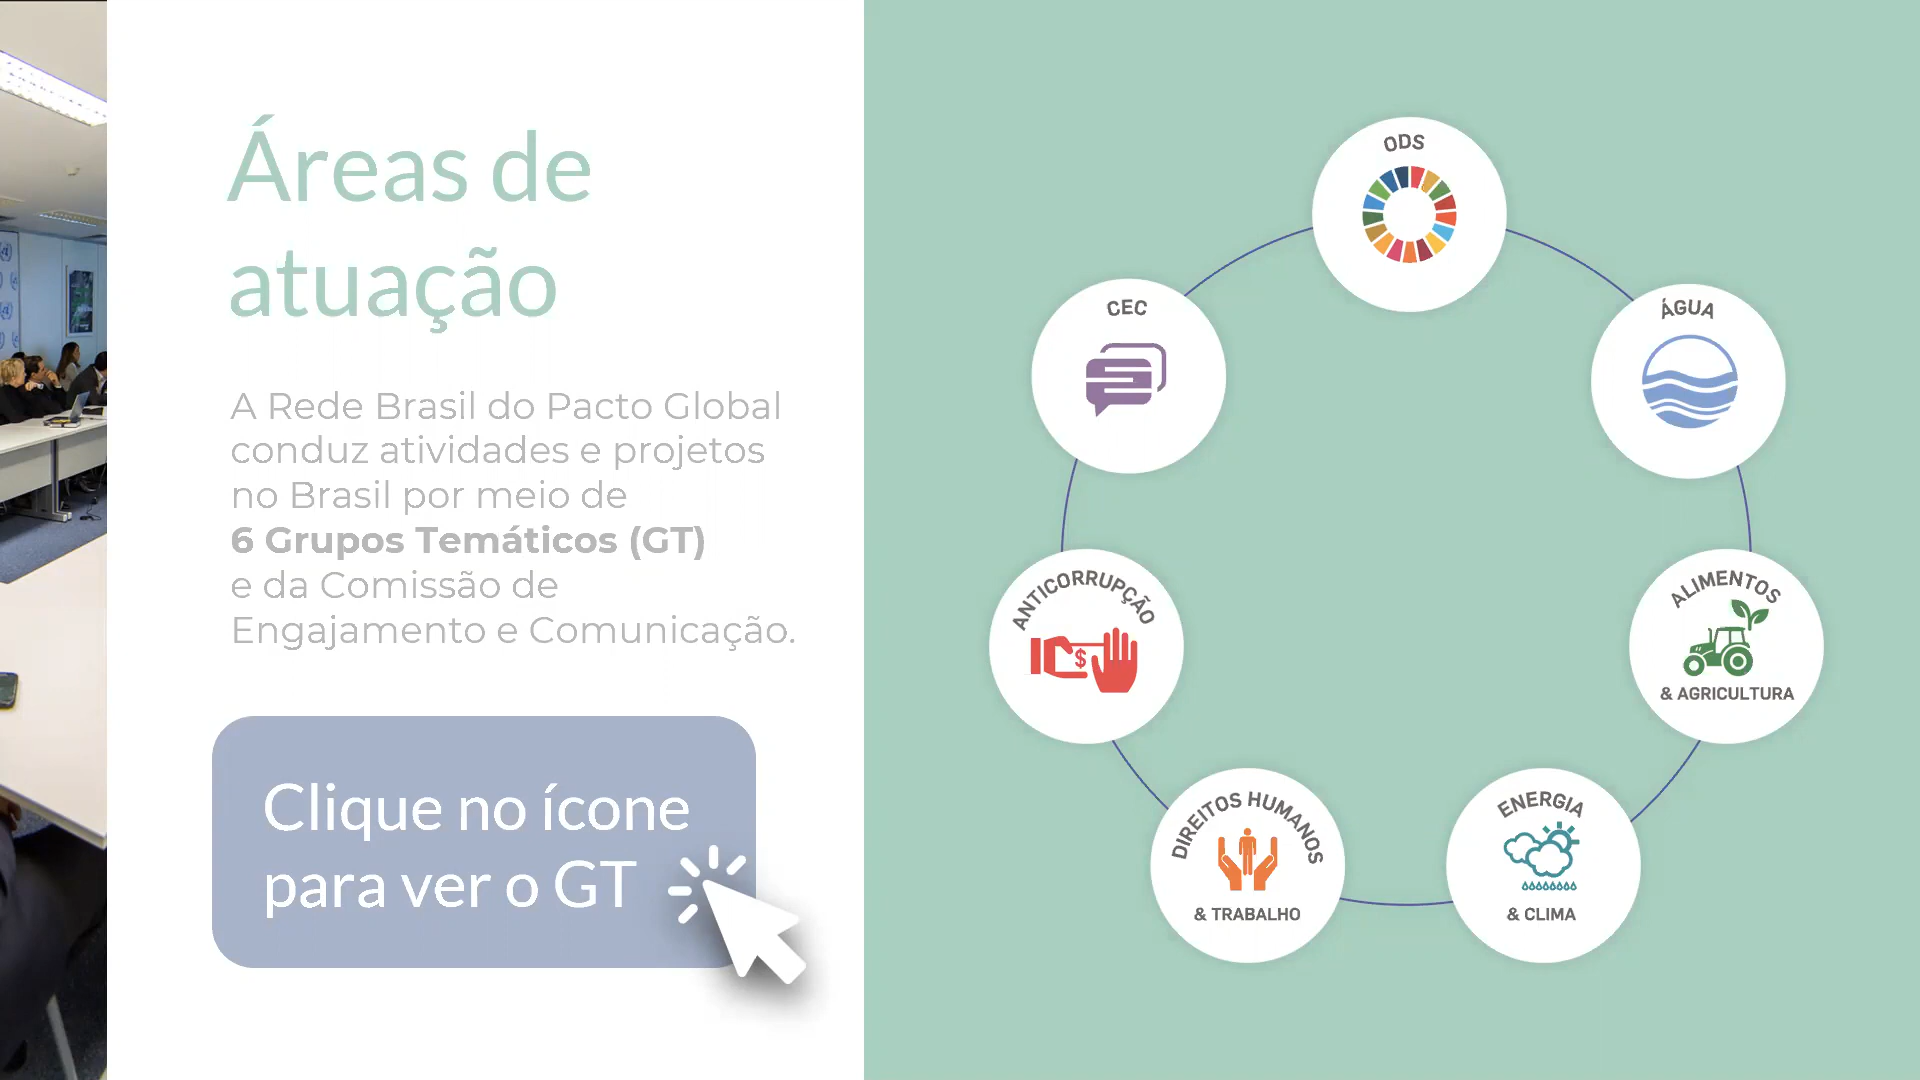 Áreas de
atuação
A Rede Brasil do Pacto Global
conduz atividades e projetos
no Brasil por meio de
6 Grupos Temáticos (GT)
e da Comissão de
Engajamento e Comunicação.
Clique no ícone
para ver o GT
ODS
ÁGUA
ALIMENTOS
& AGRICULTURA
ENERGIA
& CLIMA
DIREITOS HUMANOS
& TRABALHO
ANTICORRUPÇÃO
$
CEC